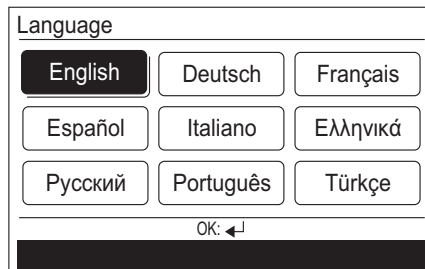 Language
English Deutsch Français
Español Italiano Ελληνικά
Русский Português Türkçe
OK: ↵